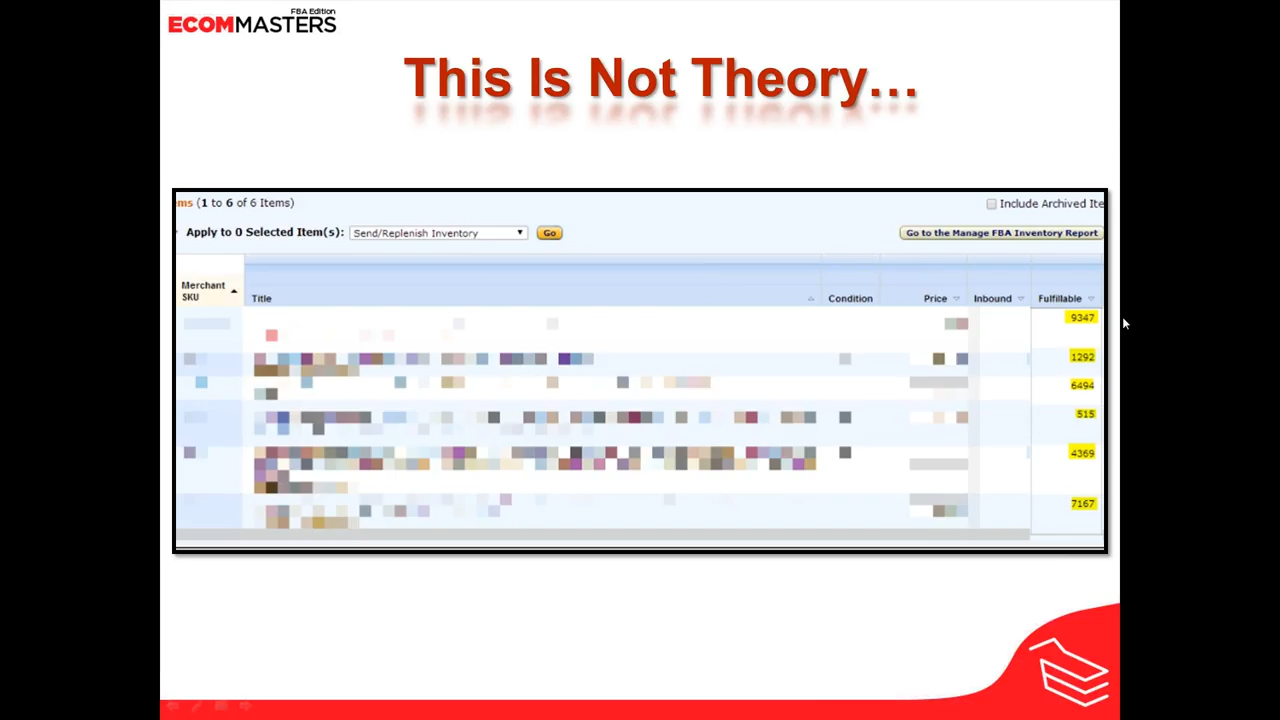 FBA Edition
ECOMMASTERS
This Is Not Theory…
ms (1 to 6 of 6 Items)
Include Archived Ite
Apply to 0 Selected Item(s): Send/Replenish Inventory Go
Go to the Manage FBA Inventory Report
Merchant SKU Title Condition Price Inbound Fulfillable
9347
1292
6494
515
4369
7167